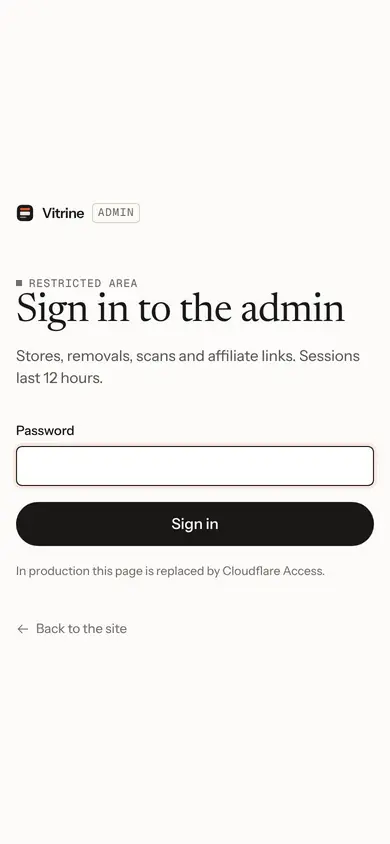 Vitrine ADMIN
RESTRICTED AREA
Sign in to the admin
Stores, removals, scans and affiliate links. Sessions
last 12 hours.
Password
Sign in
In production this page is replaced by Cloudflare Access.
← Back to the site